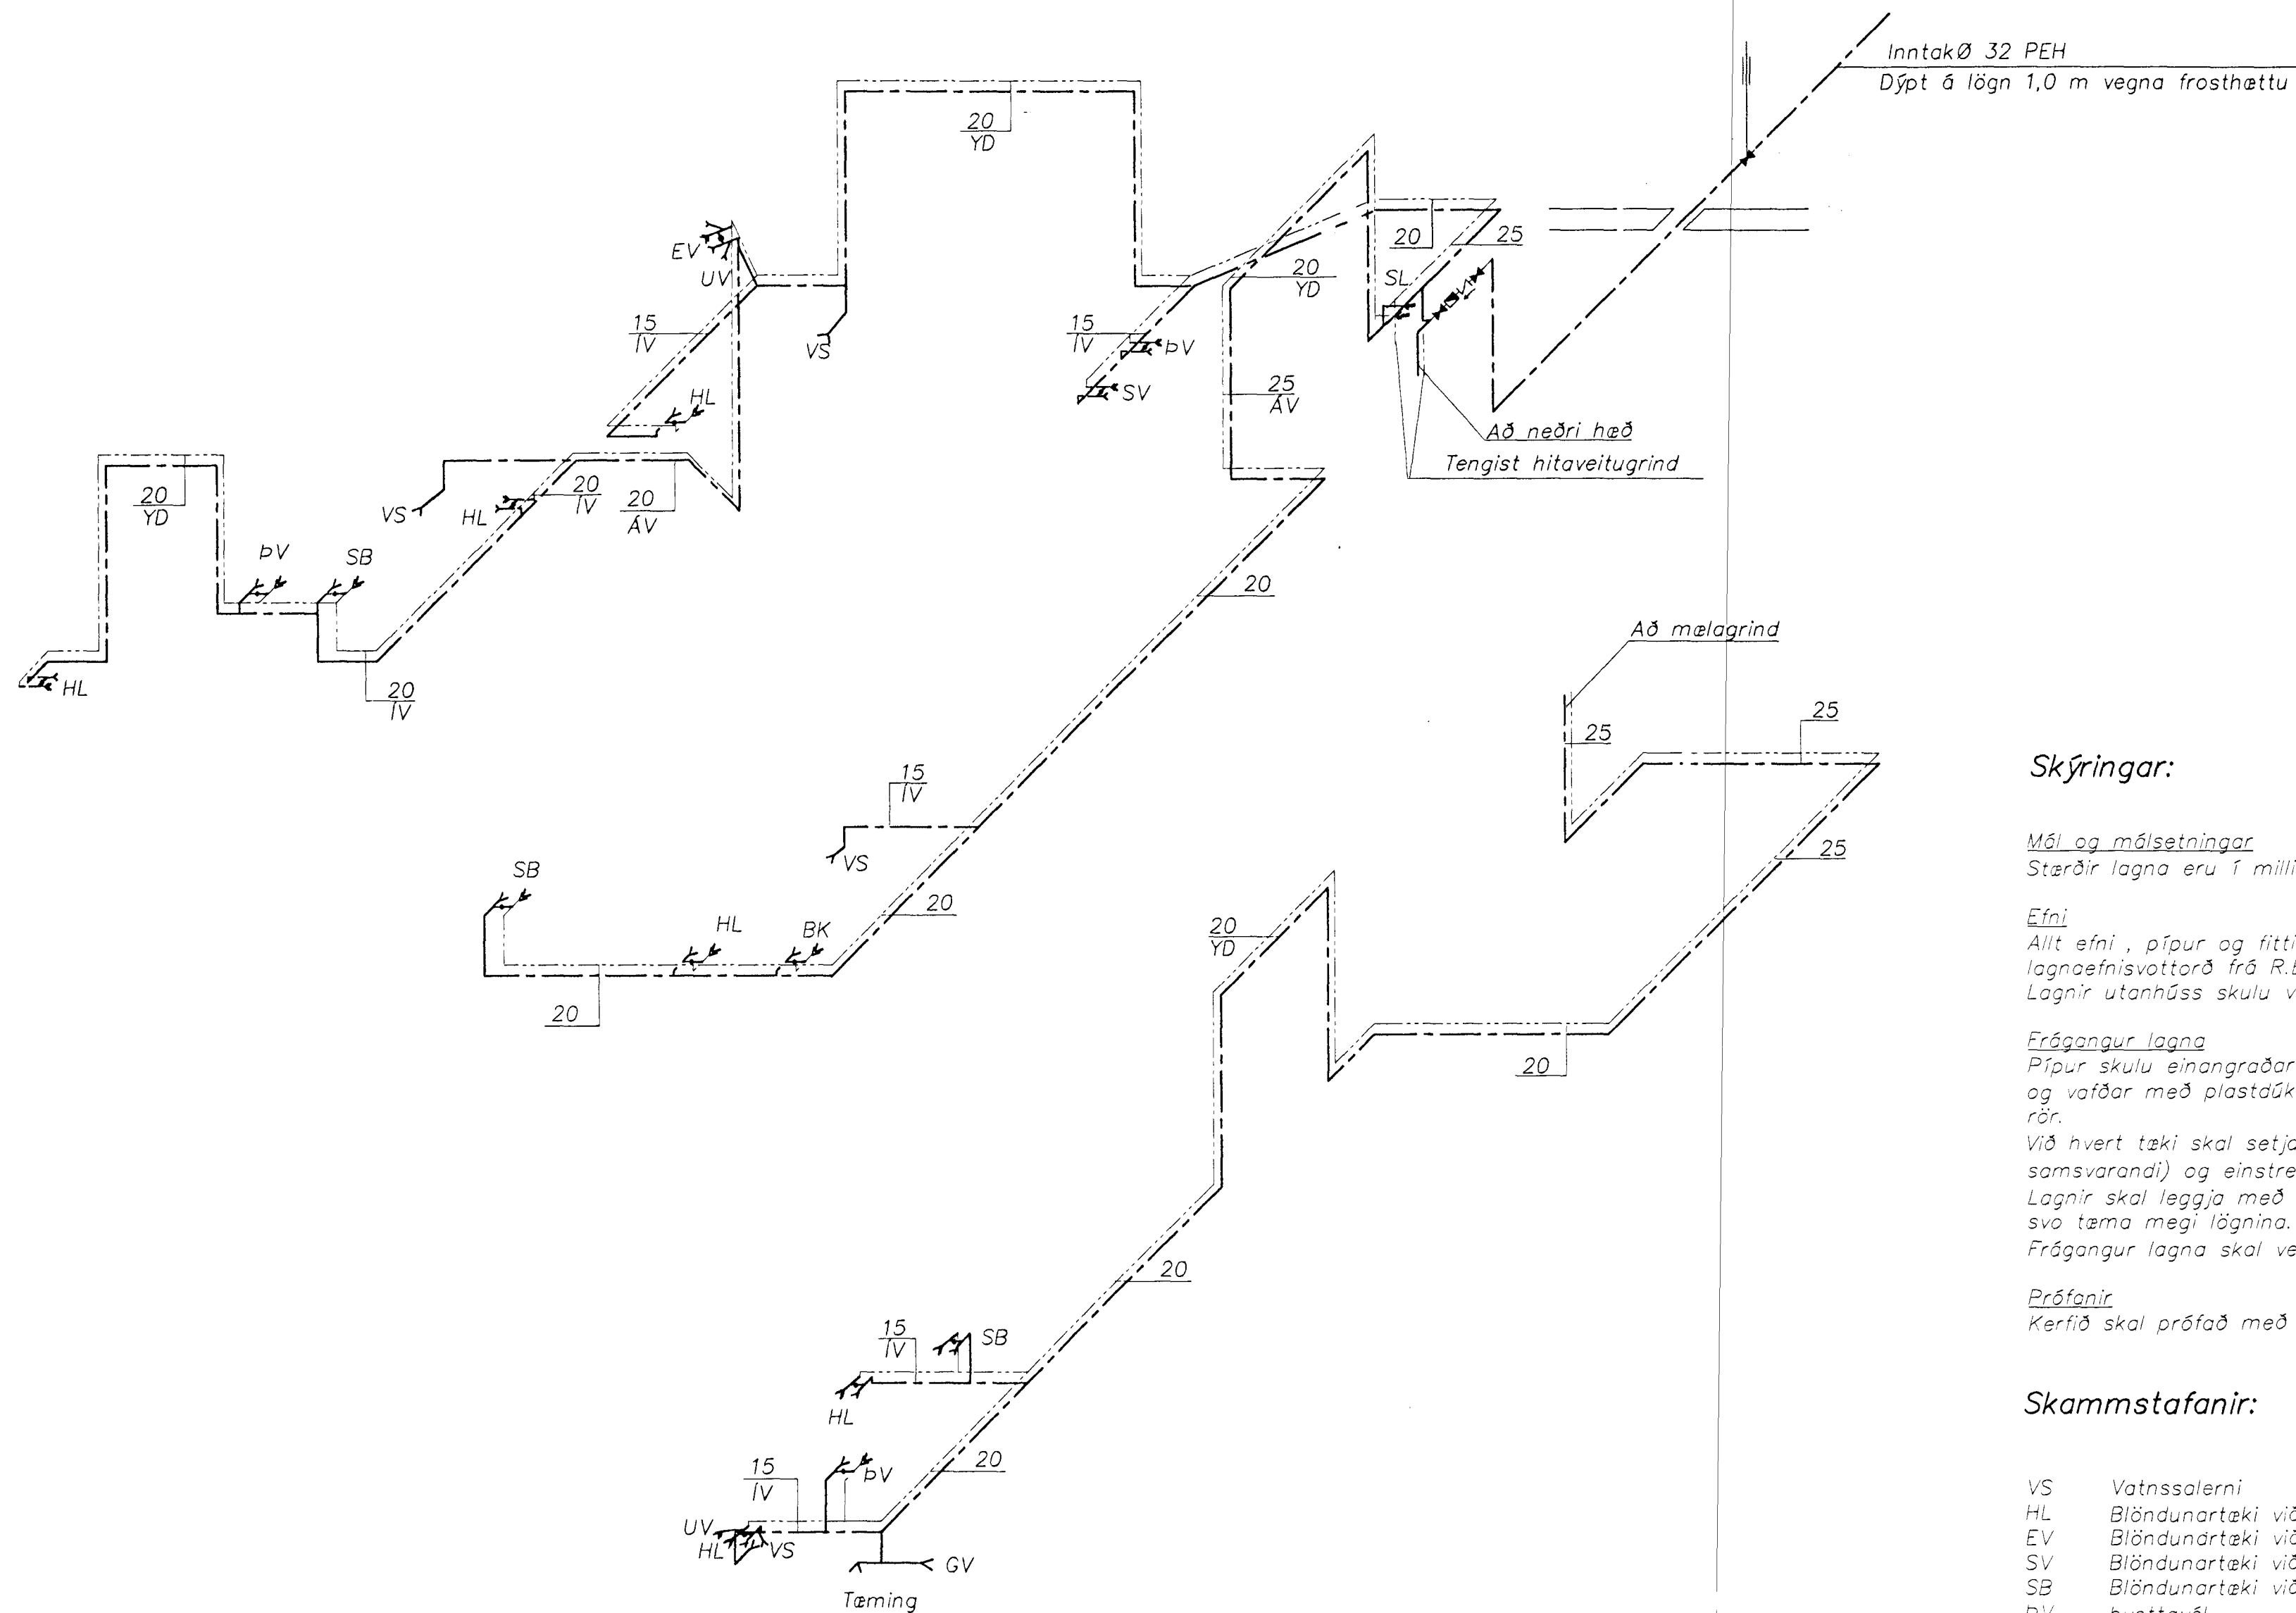 Inntak Ø 32 PEH
Dýpt á lögn 1,0 m vegna frosthættu
20
YD
EV
UV
20
25
20
YD
SL
15
ÍV
VS
15
ÍV
ÞV
SV
25
ÁV
HL
Að neðri hæð
Tengist hitaveitugrind
20
YD
VS
HL
20
ÍV
20
ÁV
ÞV
SB
20
HL
20
ÍV
Að mælagrind
25
25
15
ÍV
VS
25
SB
20
HL
BK
20
YD
20
20
20
15
ÍV
SB
HL
20
15
ÍV
ÞV
UV
HL
VS
GV
Tæming
Skýringar:
Mál og málsetningar
Stærðir lagna eru í milli
Efni
Allt efni , pípur og fitti
lagnaefnisvottorð frá R.
Lagnir utanhúss skulu v
Frágangur lagna
Pípur skulu einangraðar
og vafðar með plastdúk
rör.
Við hvert tæki skal setja
samsvarandi) og einstre
Lagnir skal leggja með
svo tæma megi lögnina.
Frágangur lagna skal ve
Prófanir
Kerfið skal prófað með
Skammstafanir:
VS Vatnssalerni
HL Blöndunartæki við
EV Blöndunartæki við
SV Blöndunartæki við
SB Blöndunartæki við